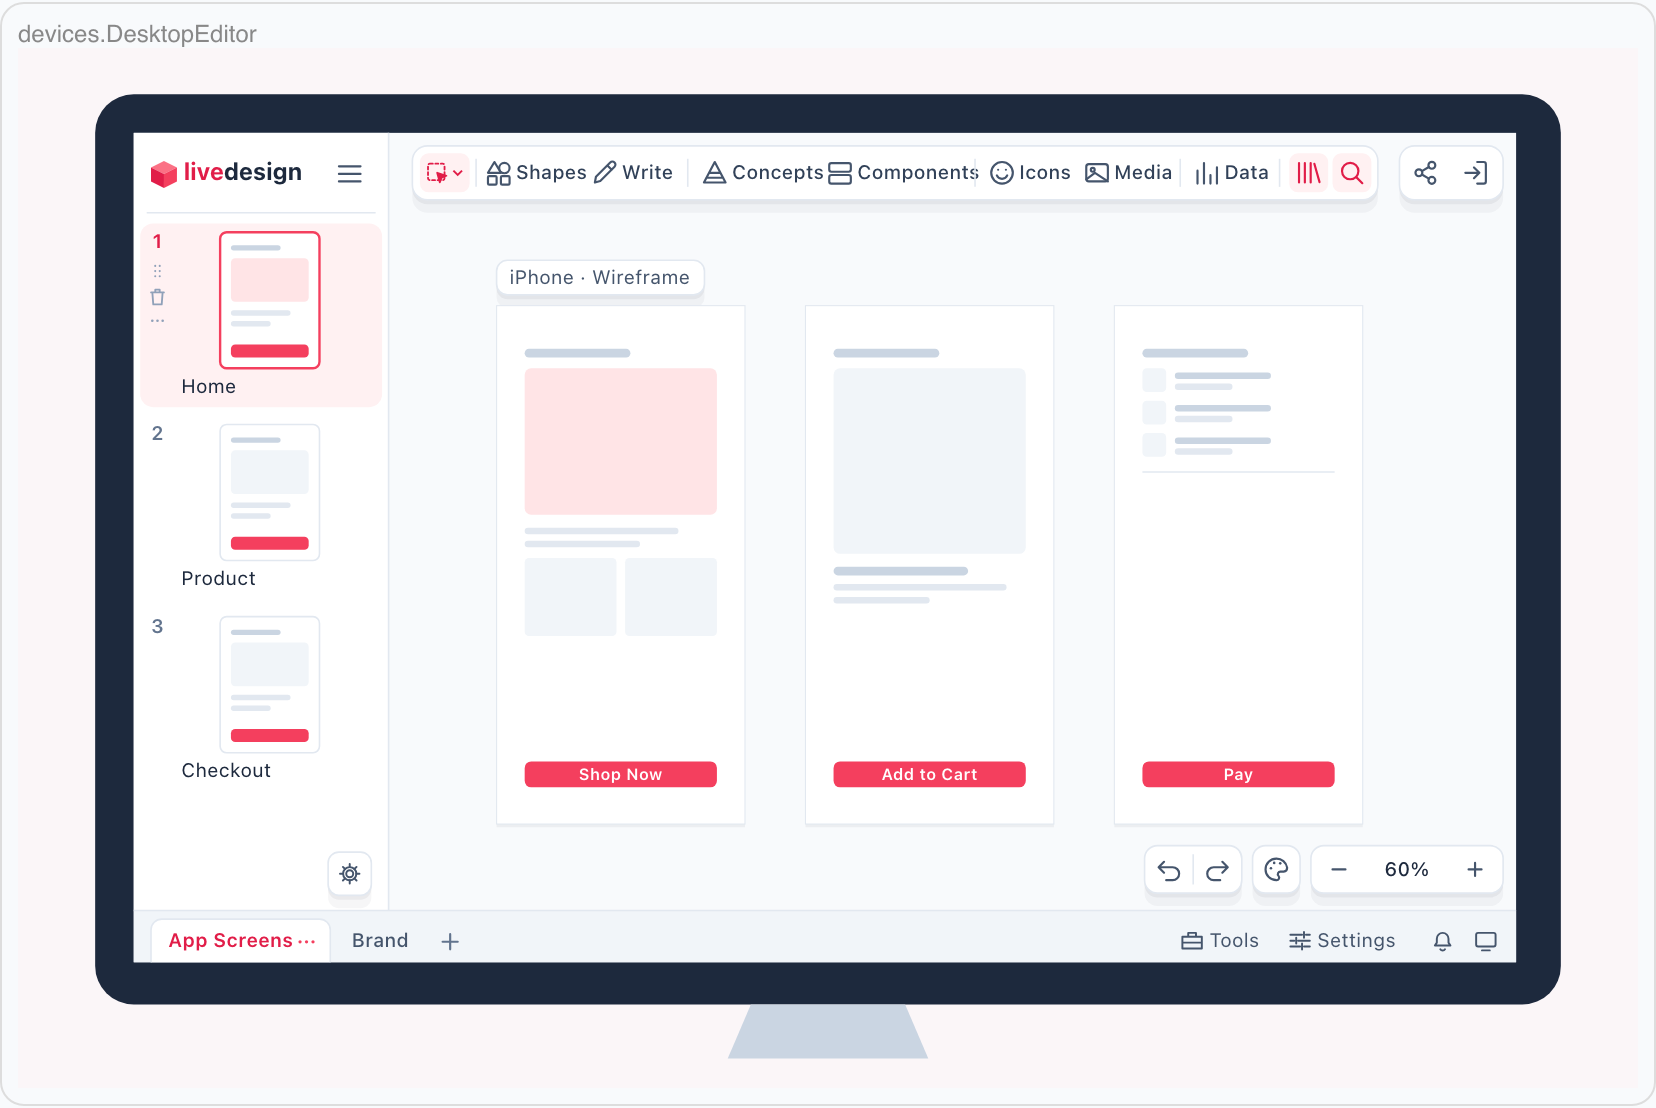 devices.DesktopEditor
livedesign
Shapes Write Concepts Components Icons Media Data
1
Home
2
Product
3
Checkout
iPhone · Wireframe
Shop Now
Add to Cart
Pay
60%
App Screens ··· Brand
Tools Settings